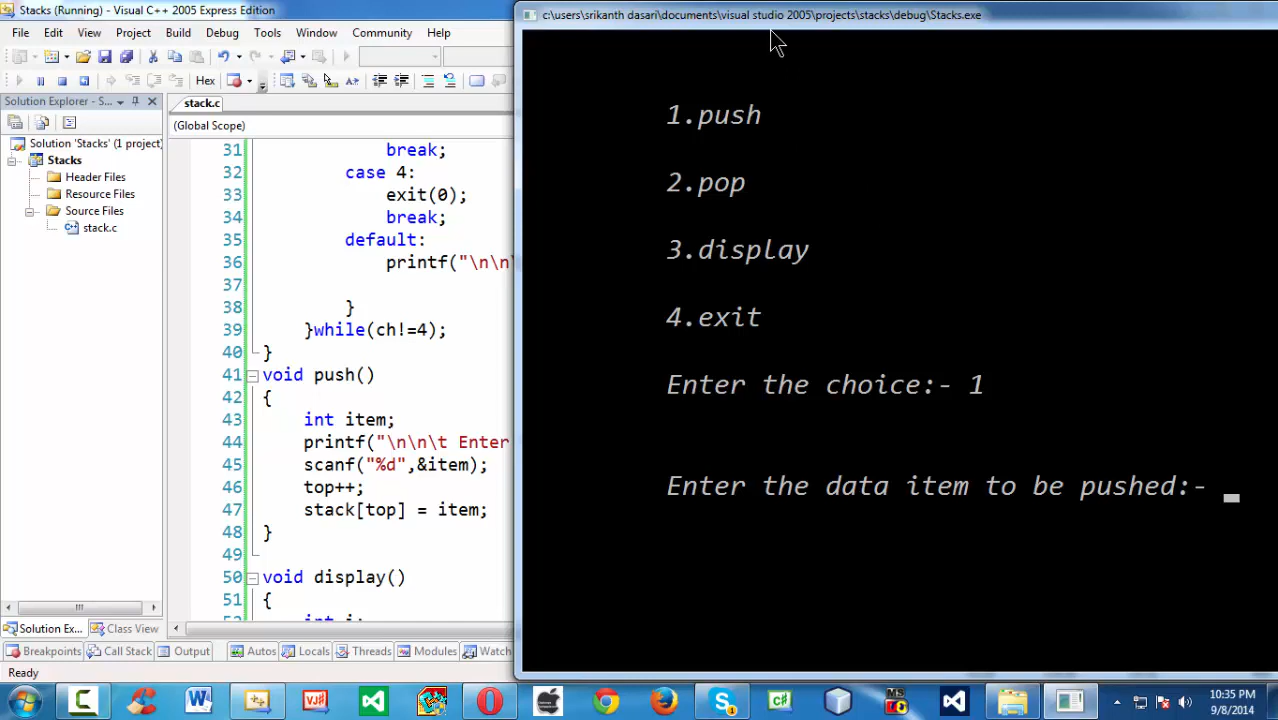 Stacks (Running) - Visual C++ 2005 Express Edition
File Edit View Project Build Debug Tools Window Community Help
Hex
Solution Explorer - S...
Solution 'Stacks' (1 project)
Stacks
Header Files
Resource Files
Source Files
stack.c
Solution Ex... Class View
stack.c
(Global Scope)
31 break;
32 case 4:
33 exit(0);
34 break;
35 default:
36 printf("\n\n
37
38 }
39 }while(ch!=4);
40 }
41 void push()
42 {
43 int item;
44 printf("\n\n\t Enter
45 scanf("%d",&item);
46 top++;
47 stack[top] = item;
48 }
49
50 void display()
51 {
Breakpoints Call Stack Output Autos Locals Threads Modules Watch
Ready
c:\users\srikanth dasari\documents\visual studio 2005\projects\stacks\debug\Stacks.exe
1.push
2.pop
3.display
4.exit
Enter the choice:- 1
Enter the data item to be pushed:- _
10:35 PM
9/8/2014